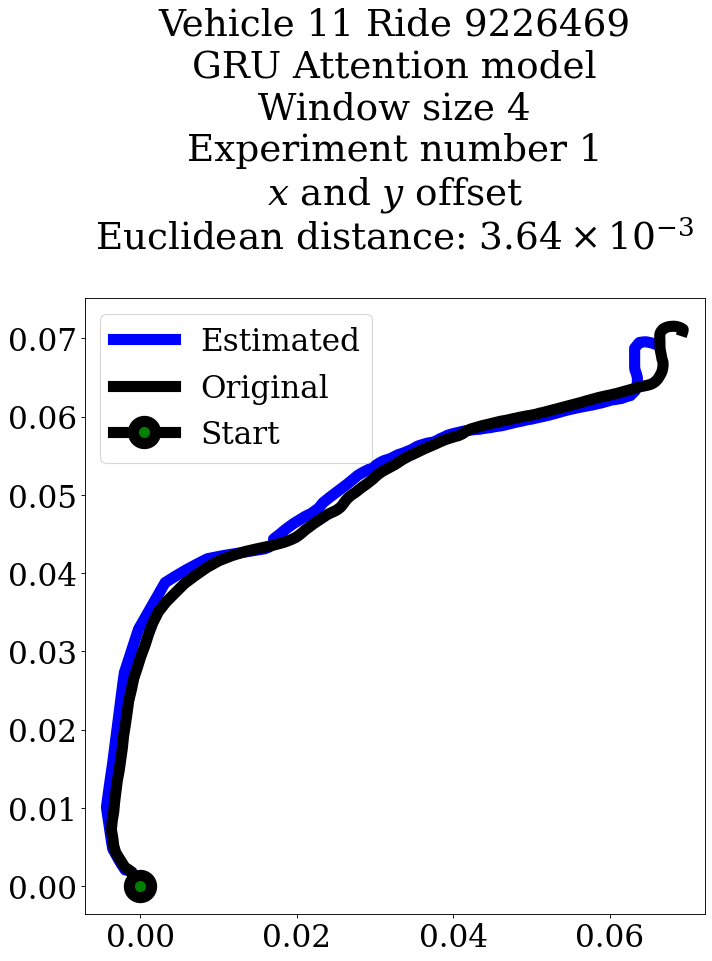 Vehicle 11 Ride 9226469
GRU Attention model
Window size 4
Experiment number 1
x and y offset
Euclidean distance: 3.64 × 10⁻³
Estimated
Original
Start
0.07
0.06
0.05
0.04
0.03
0.02
0.01
0.00
0.00 0.02 0.04 0.06